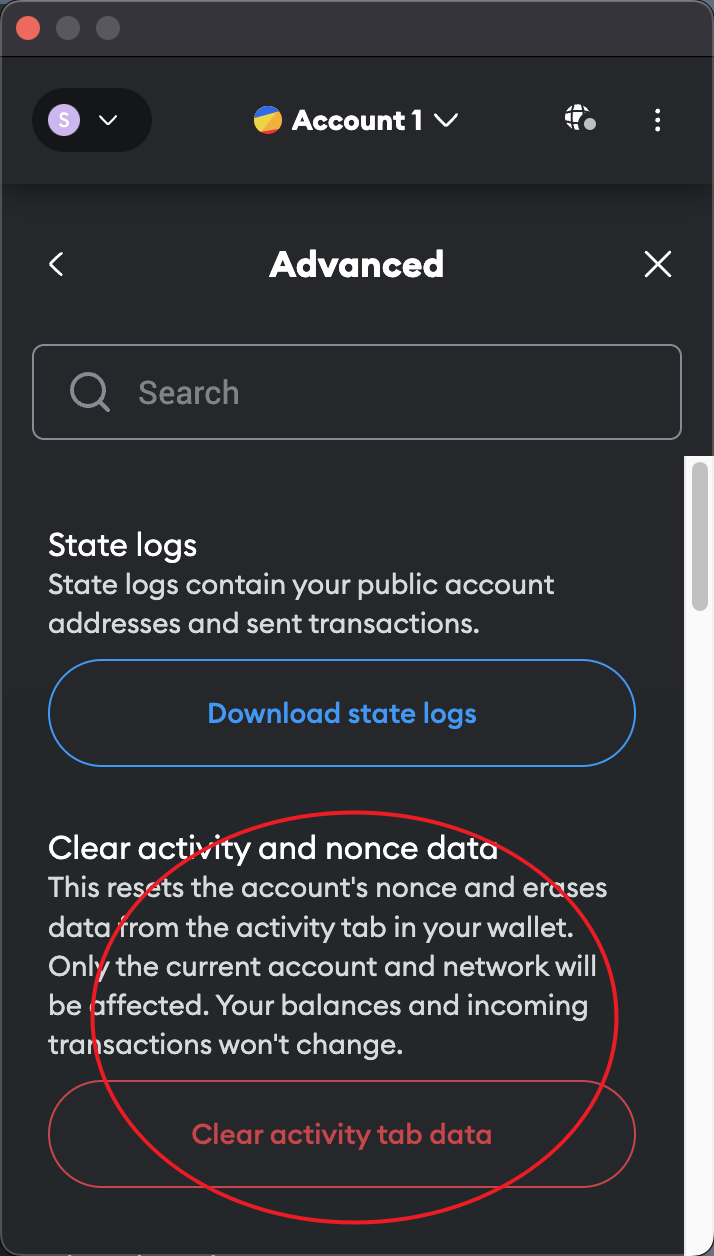 S
Account 1
Advanced
Search
State logs
State logs contain your public account
addresses and sent transactions.
Download state logs
Clear activity and nonce data
This resets the account's nonce and erases
data from the activity tab in your wallet.
Only the current account and network will
be affected. Your balances and incoming
transactions won't change.
Clear activity tab data